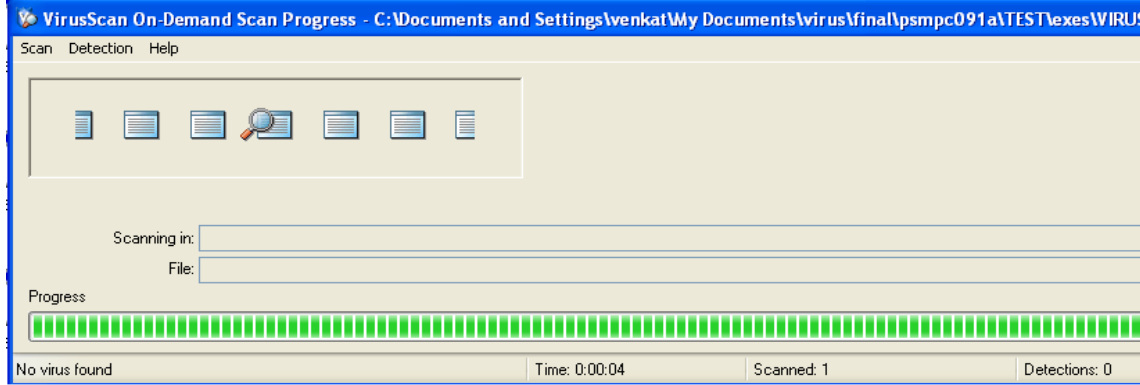 VirusScan On-Demand Scan Progress - C:\Documents and Settings\venkat\My Documents\virus\final\psmpc091a\TEST\exes\VIRUS
Scan Detection Help
Scanning in:
File:
Progress
No virus found Time: 0:00:04 Scanned: 1 Detections: 0